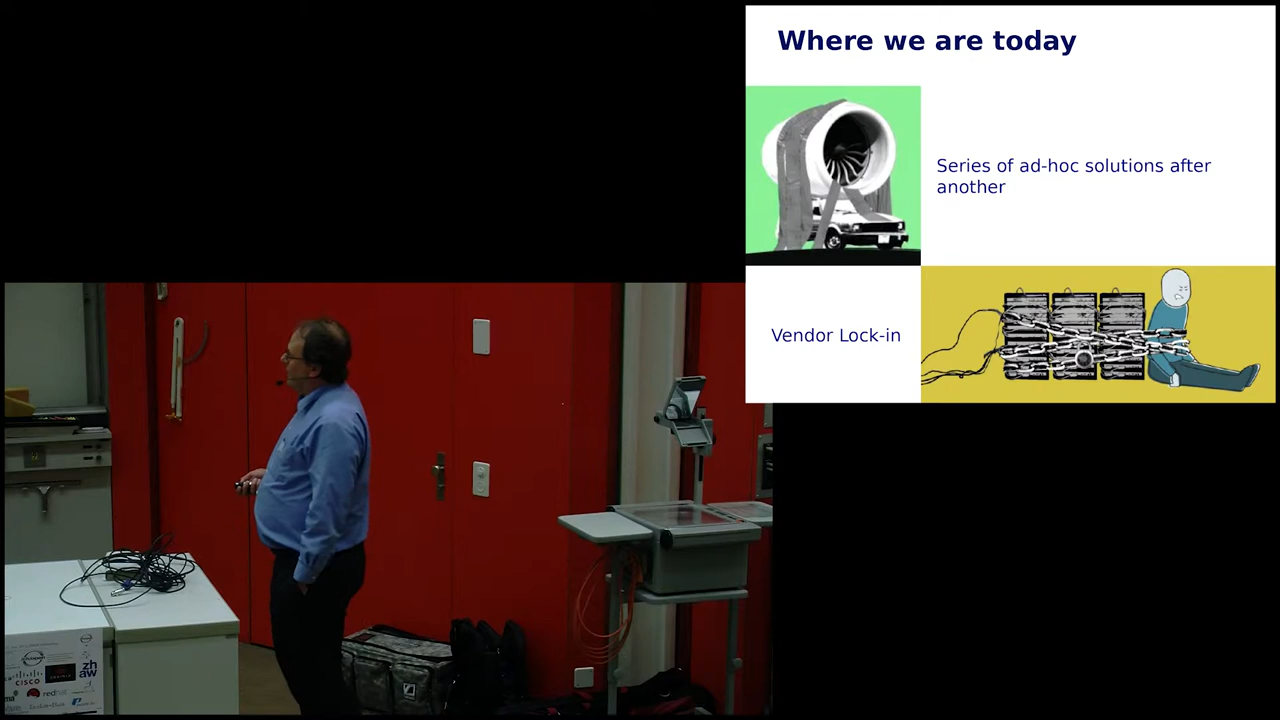 Where we are today
Series of ad-hoc solutions after
another
Vendor Lock-in
zh
aw
CISCO
redhat